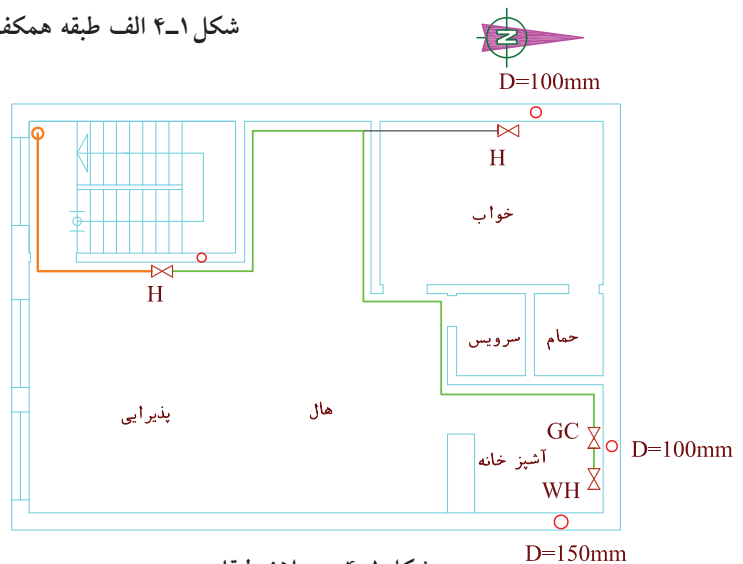 شکل ۱ـ۴ الف طبقه همکف
N
D=100mm
H
خواب
H
سرویس
حمام
پذیرایی
هال
GC
آشپز خانه
D=100mm
WH
D=150mm